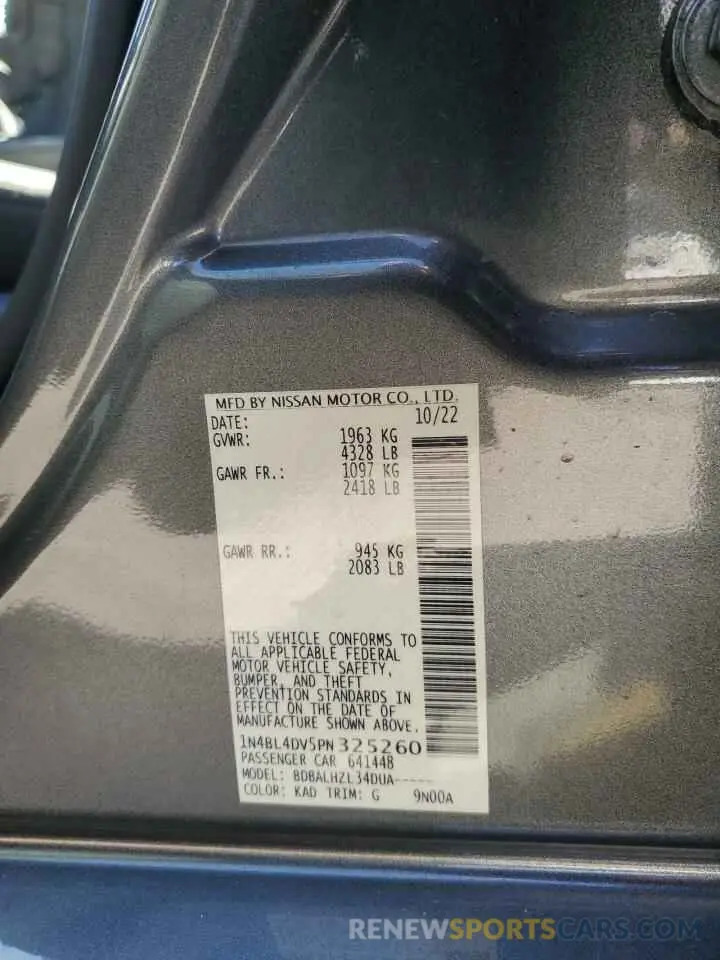 MFD BY NISSAN MOTOR CO., LTD.
DATE: 10/22
GVWR: 1963 KG
4328 LB
GAWR FR.: 1097 KG
2418 LB
GAWR RR.: 945 KG
2083 LB
THIS VEHICLE CONFORMS TO
ALL APPLICABLE FEDERAL
MOTOR VEHICLE SAFETY,
BUMPER, AND THEFT
PREVENTION STANDARDS IN
EFFECT ON THE DATE OF
MANUFACTURE SHOWN ABOVE.
1N4BL4DV5PN325260
PASSENGER CAR 64144B
MODEL: BDBALHZL34DUA-----
COLOR: KAD TRIM: G 9N00A
RENEWSPORTSCARS.COM